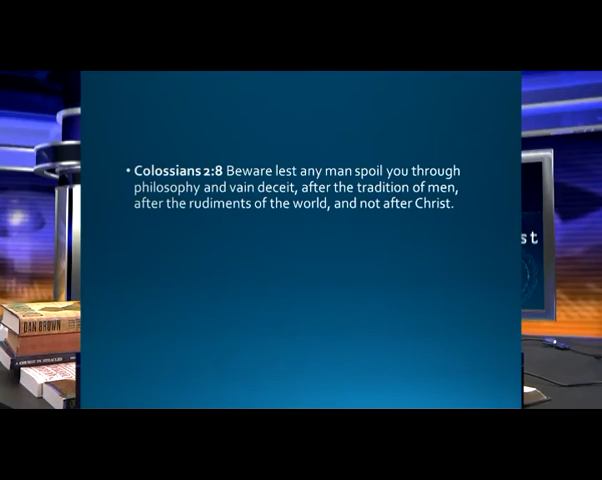 • Colossians 2:8 Beware lest any man spoil you through
philosophy and vain deceit, after the tradition of men,
after the rudiments of the world, and not after Christ.
st
DAN BROWN